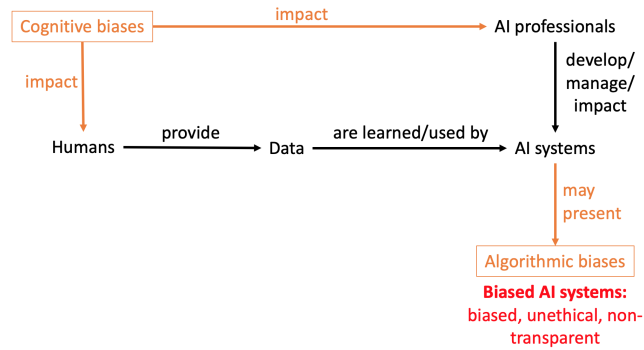 Cognitive biases
impact
AI professionals
impact
develop/
manage/
impact
Humans
provide
Data
are learned/used by
AI systems
may
present
Algorithmic biases
Biased AI systems:
biased, unethical, non-
transparent